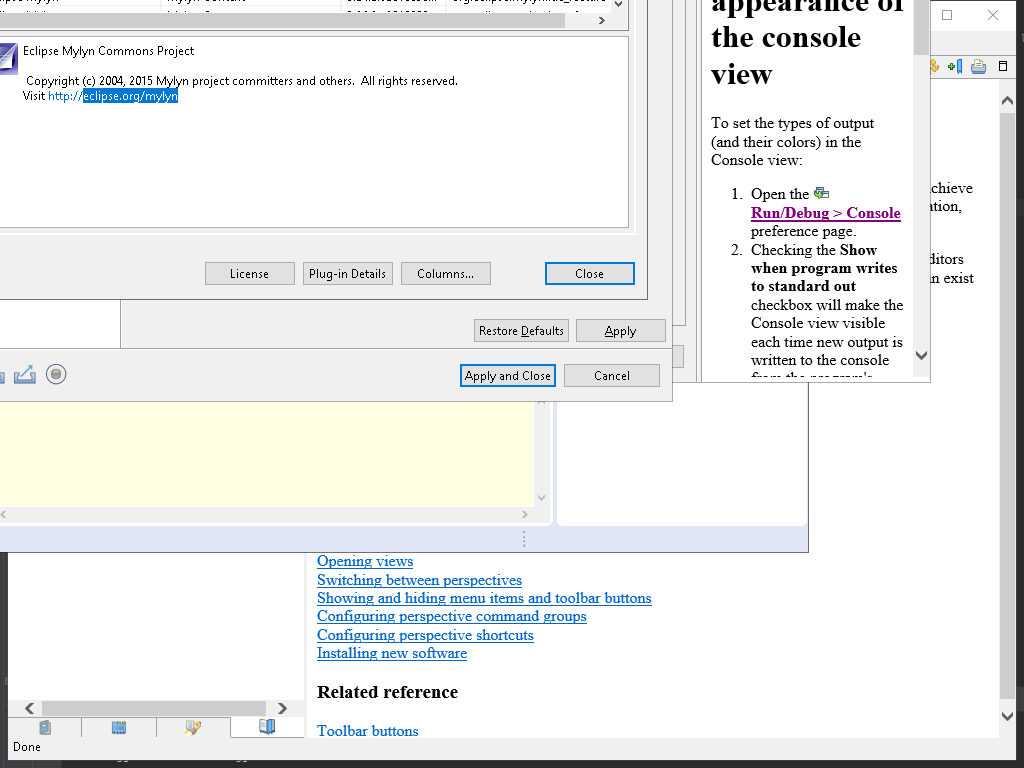 Eclipse Mylyn Commons Project
Copyright (c) 2004, 2015 Mylyn project committers and others.  All rights reserved.
Visit http://eclipse.org/mylyn
License
Plug-in Details
Columns...
Close
Restore Defaults
Apply
Apply and Close
Cancel
appearance of
the console
view
To set the types of output
(and their colors) in the
Console view:
1. Open the
Run/Debug > Console
preference page.
2. Checking the Show
when program writes
to standard out
checkbox will make the
Console view visible
each time new output is
written to the console
from the program's
exist
Opening views
Switching between perspectives
Showing and hiding menu items and toolbar buttons
Configuring perspective command groups
Configuring perspective shortcuts
Installing new software
Related reference
Toolbar buttons
Done